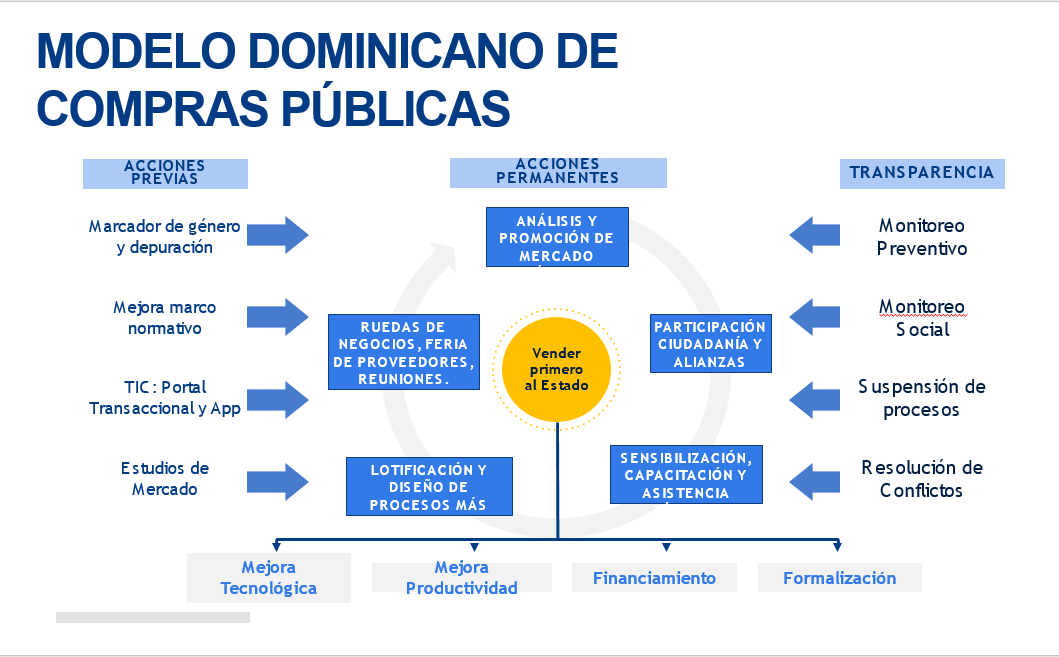 MODELO DOMINICANO DE
COMPRAS PÚBLICAS
ACCIONES
PREVIAS
Marcador de género
y depuración
Mejora marco
normativo
TIC: Portal
Transaccional y App
Estudios de
Mercado
ACCIONES
PERMANENTES
ANÁLISIS Y
PROMOCIÓN DE
MERCADO
RUEDAS DE
NEGOCIOS, FERIA
DE PROVEEDORES,
REUNIONES.
PARTICIPACIÓN
CIUDADANÍA Y
ALIANZAS
Vender
primero
al Estado
LOTIFICACIÓN Y
DISEÑO DE
PROCESOS MÁS
SENSIBILIZACIÓN,
CAPACITACIÓN Y
ASISTENCIA
TRANSPARENCIA
Monitoreo
Preventivo
Monitoreo
Social
Suspensión de
procesos
Resolución de
Conflictos
Mejora
Tecnológica
Mejora
Productividad
Financiamiento
Formalización